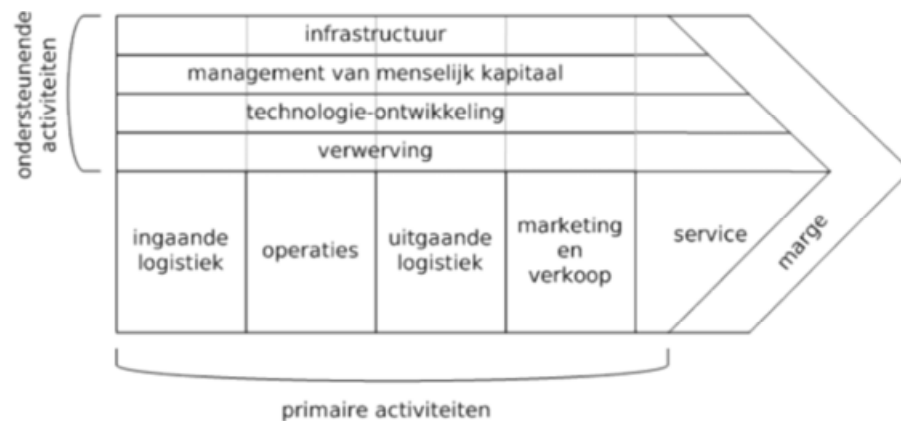 ondersteunende
activiteiten
infrastructuur
management van menselijk kapitaal
technologie-ontwikkeling
verwerving
ingaande
logistiek
operaties
uitgaande
logistiek
marketing
en
verkoop
service
marge
primaire activiteiten